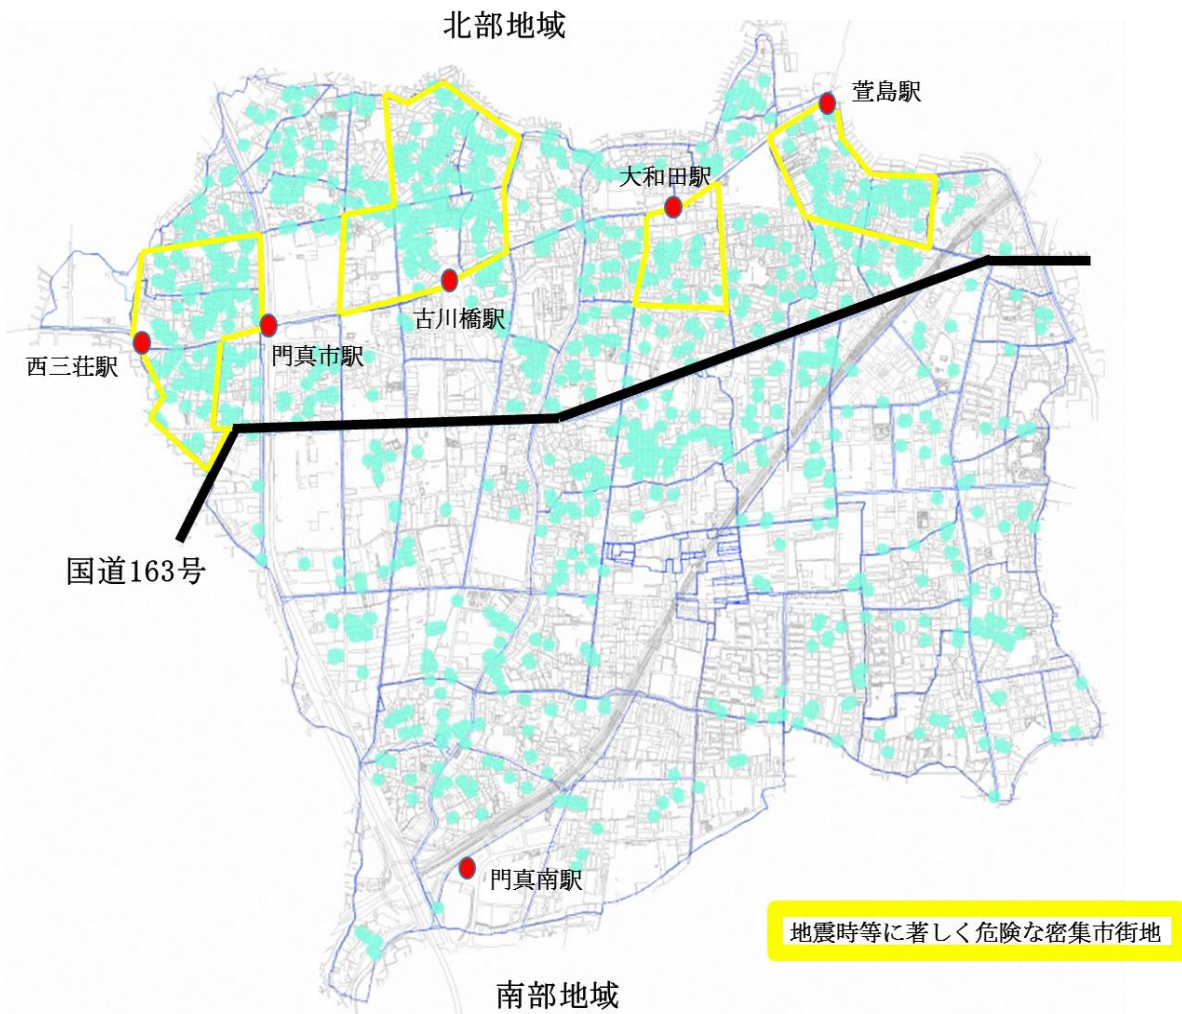 北部地域
萱島駅
大和田駅
古川橋駅
門真市駅
西三荘駅
国道163号
門真南駅
地震時等に著しく危険な密集市街地
南部地域